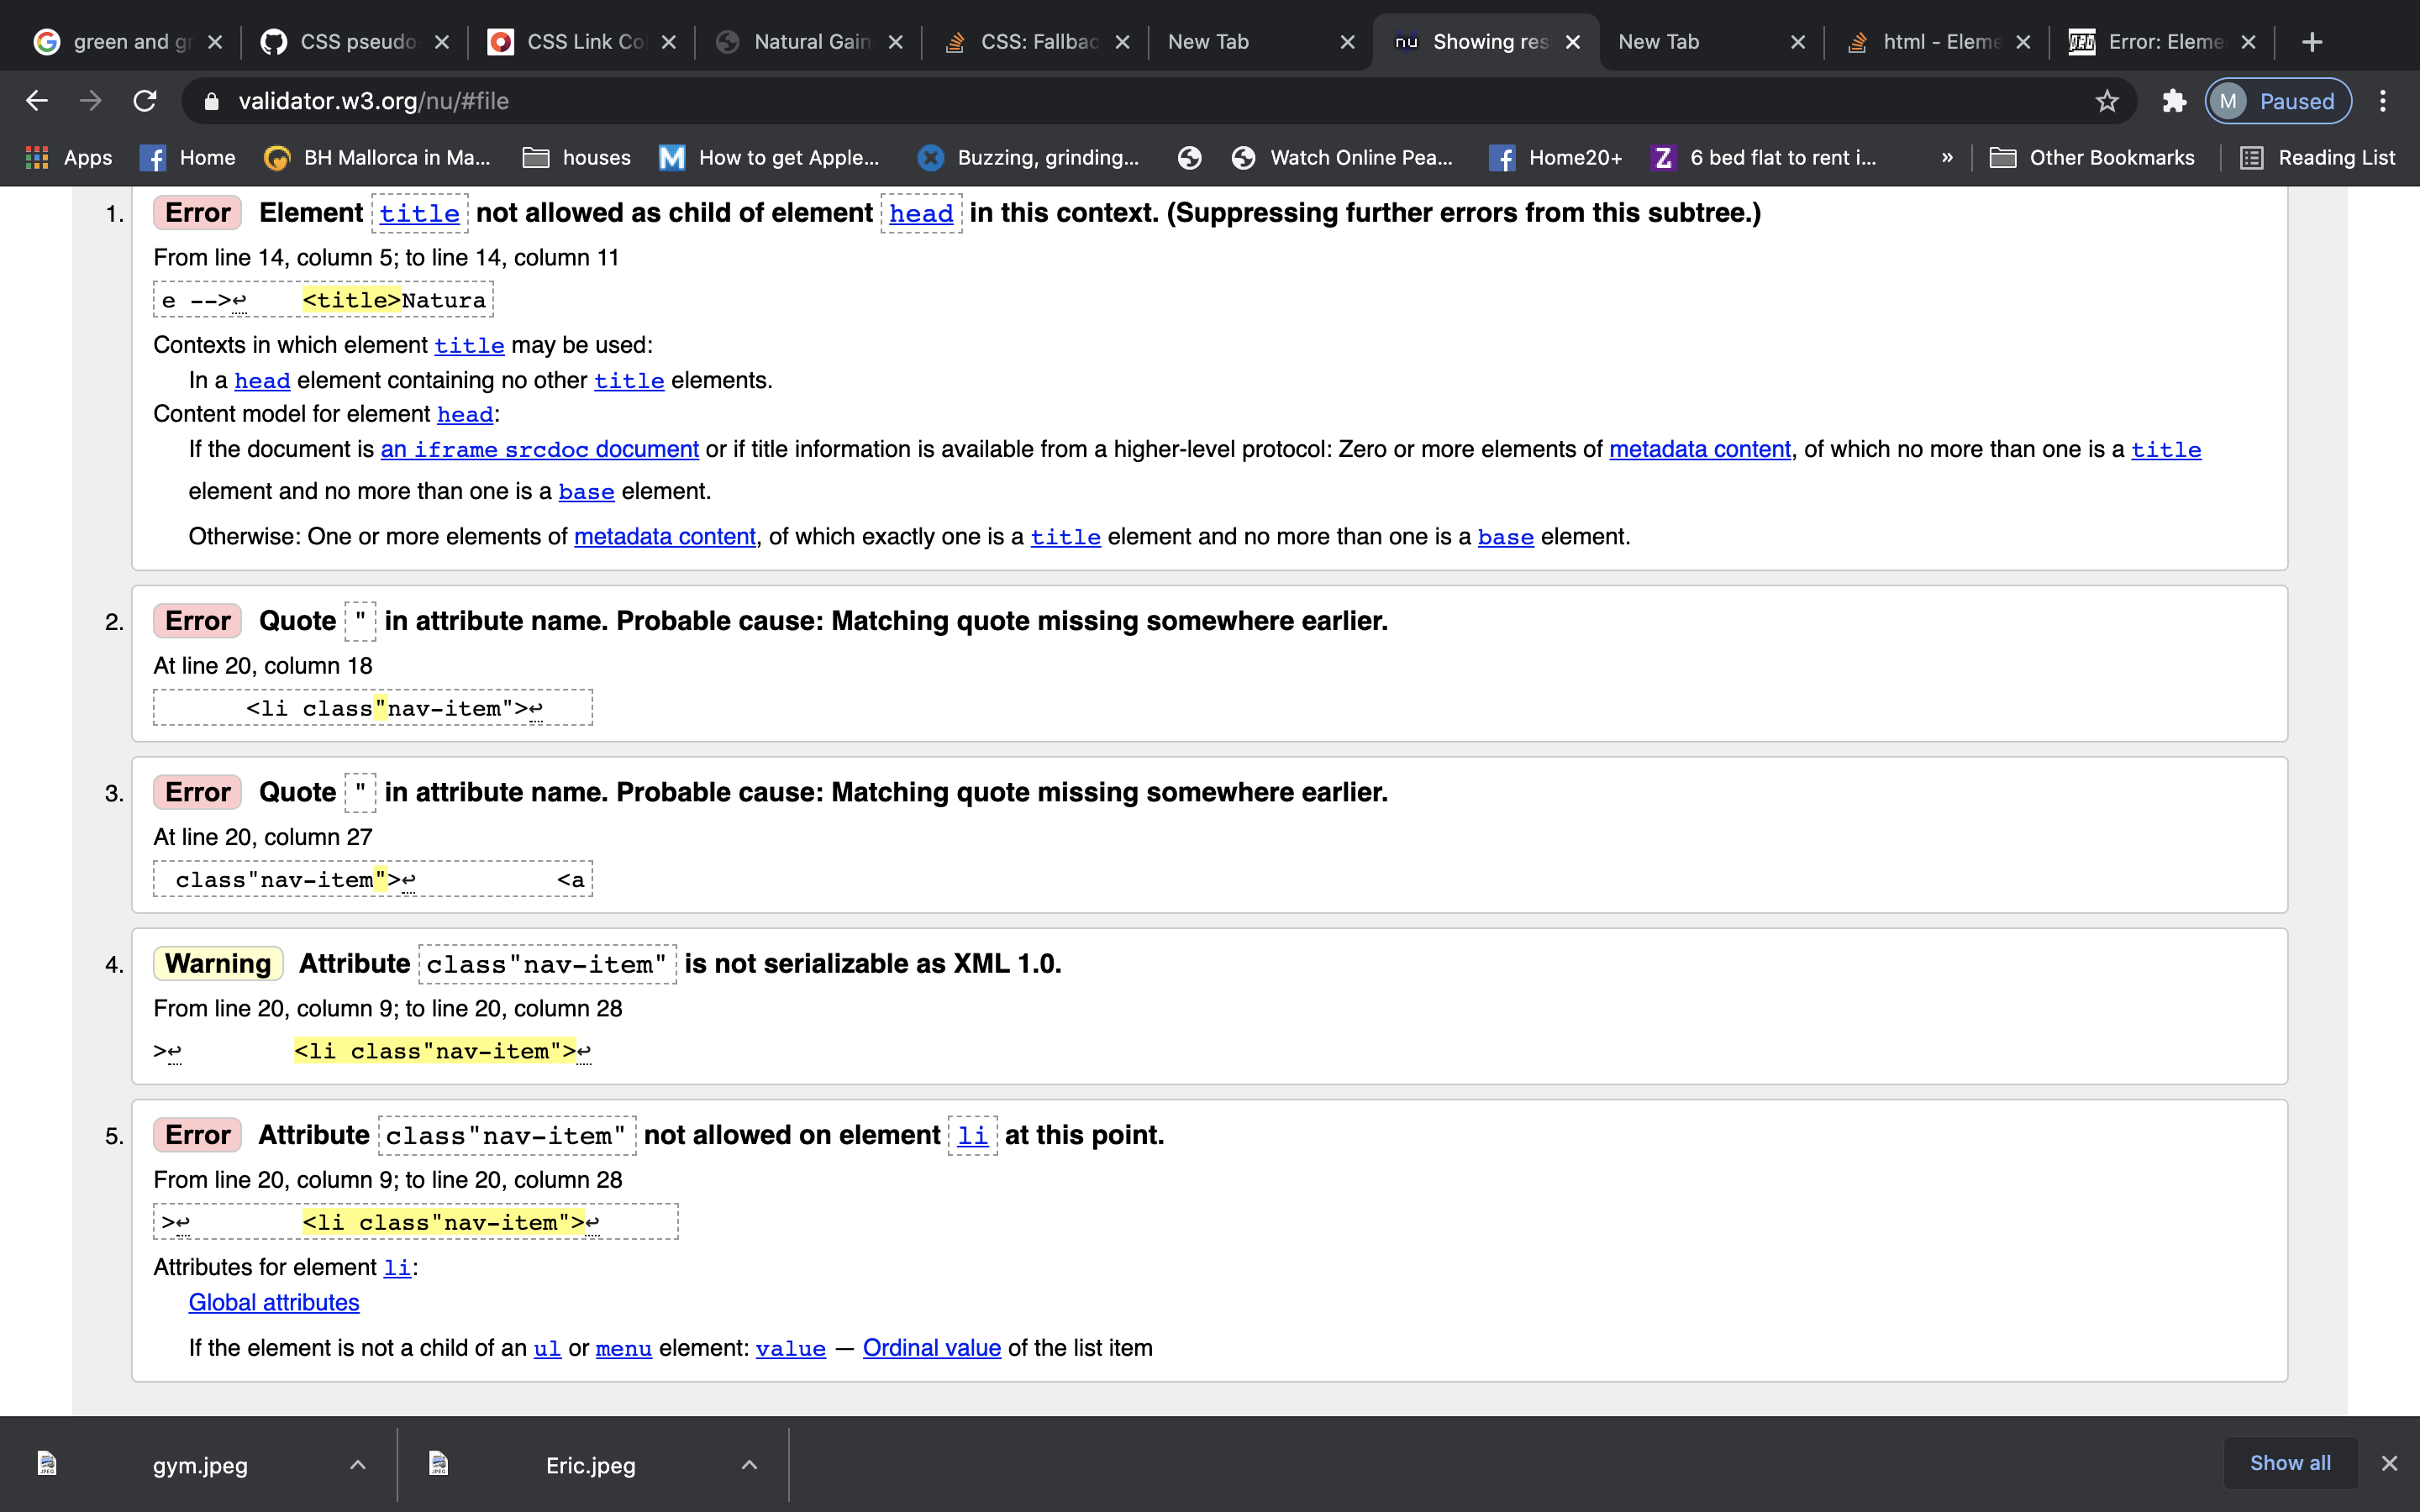 green and gr
CSS pseudo
CSS Link Co
Natural Gain
CSS: Fallbac
New Tab
nu Showing res
New Tab
html - Eleme
Error: Eleme
validator.w3.org/nu/#file
M Paused
Apps
Home
BH Mallorca in Ma...
houses
How to get Apple...
Buzzing, grinding...
Watch Online Pea...
Home20+
6 bed flat to rent i...
»
Other Bookmarks
Reading List
1. Error Element title not allowed as child of element head in this context. (Suppressing further errors from this subtree.)
From line 14, column 5; to line 14, column 11
e -->↩    <title>Natura
Contexts in which element title may be used:
In a head element containing no other title elements.
Content model for element head:
If the document is an iframe srcdoc document or if title information is available from a higher-level protocol: Zero or more elements of metadata content, of which no more than one is a title
element and no more than one is a base element.
Otherwise: One or more elements of metadata content, of which exactly one is a title element and no more than one is a base element.
2. Error Quote " in attribute name. Probable cause: Matching quote missing somewhere earlier.
At line 20, column 18
<li class"nav-item">↩
3. Error Quote " in attribute name. Probable cause: Matching quote missing somewhere earlier.
At line 20, column 27
class"nav-item">↩          <a
4. Warning Attribute class"nav-item" is not serializable as XML 1.0.
From line 20, column 9; to line 20, column 28
>↩        <li class"nav-item">↩
5. Error Attribute class"nav-item" not allowed on element li at this point.
From line 20, column 9; to line 20, column 28
>↩        <li class"nav-item">↩
Attributes for element li:
Global attributes
If the element is not a child of an ul or menu element: value — Ordinal value of the list item
gym.jpeg
Eric.jpeg
Show all